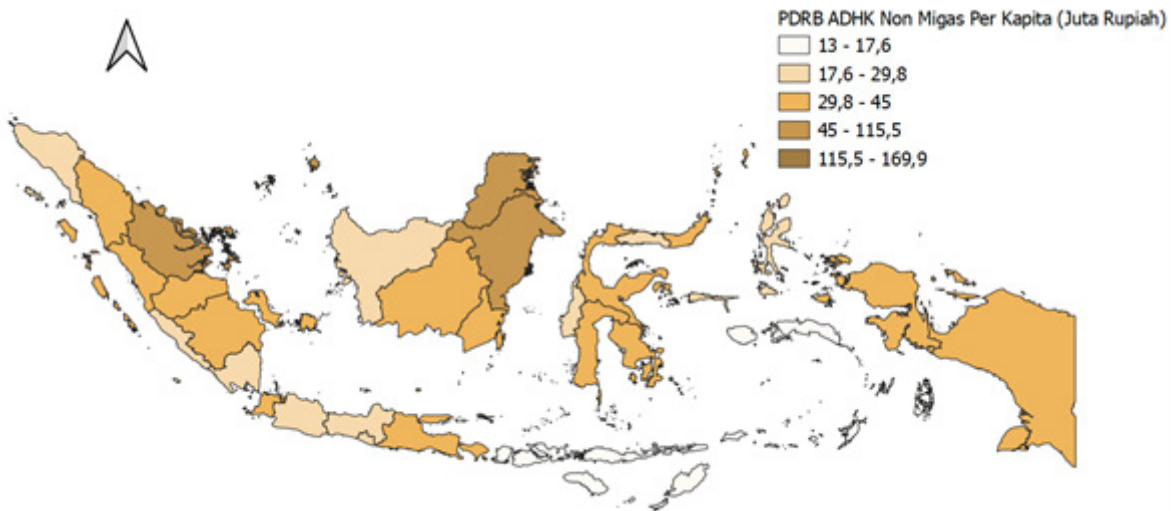 PDRB ADHK Non Migas Per Kapita (Juta Rupiah)
13 - 17,6
17,6 - 29,8
29,8 - 45
45 - 115,5
115,5 - 169,9